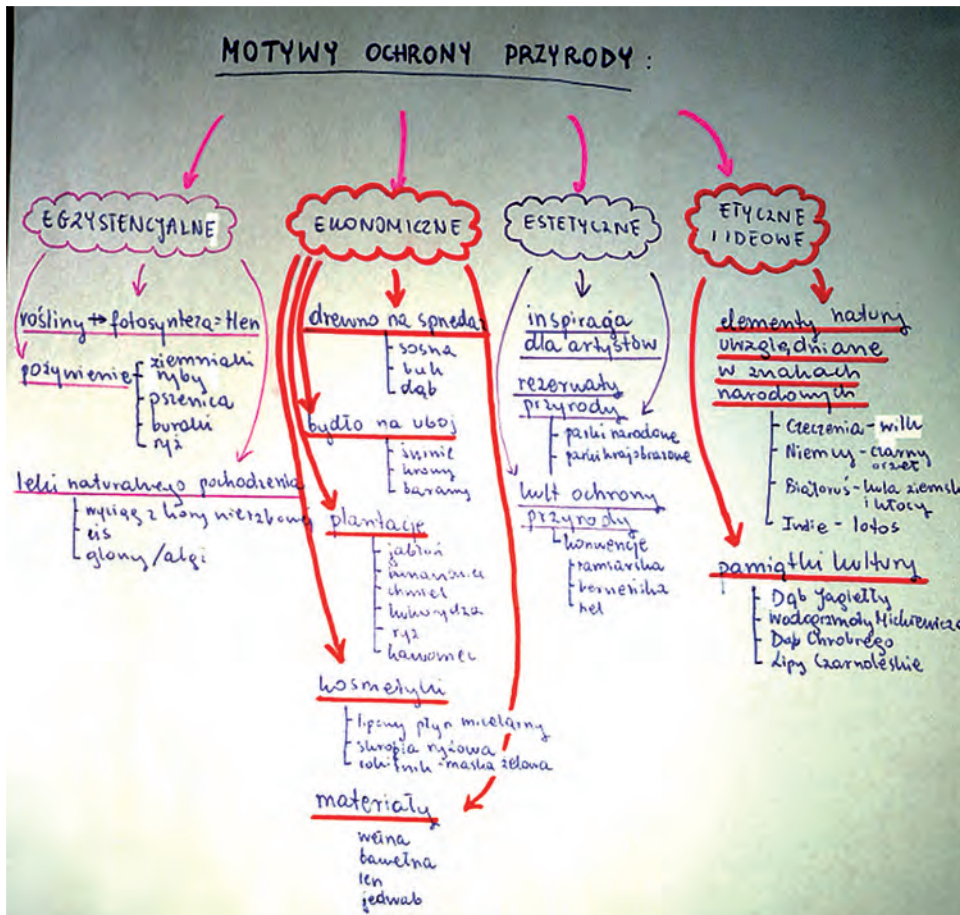 MOTYWY OCHRONY PRZYRODY :
EGZYSTENCJALNE
rośliny → fotosynteza = tlen
pożywienie
ziemniaki
ryby
pszenica
buraki
ryż
leki naturalnego pochodzenia
wyciąg z kory wierzbowej
cis
glony/algi
EKONOMICZNE
drewno na sprzedaż
sosna
buk
dąb
bydło na ubój
świnie
krowy
barany
plantacje
jabłoń
chmiel
kukurydza
ryż
kawowiec
kosmetyki
lipowy płyn micelarny
skrobia ryżowa
rokitnik - maska żelowa
materiały
wełna
bawełna
len
jedwab
ESTETYCZNE
inspiracja
dla artystów
rezerwaty
przyrody
parki narodowe
parki krajobrazowe
kult ochrony
przyrody
konwencje
ramsarska
berneńska
hel
ETYCZNE
I IDEOWE
elementy natury
uwzględniane
w znakach
narodowych
Czeczenia - wilk
Niemcy - czarny
orzeł
Białoruś - kula ziemska
i kłocy
Indie - lotos
pamiątki kultury
Dąb Jagiełły
Wodogrzmoty Mickiewicza
Dąb Chrobrego
Lipy Czarnoleskie